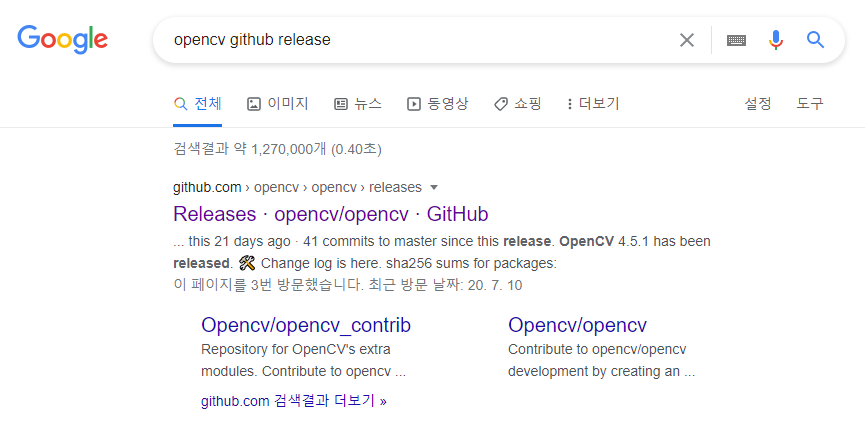 Google
opencv github release
전체 이미지 뉴스 동영상 쇼핑 더보기 설정 도구
검색결과 약 1,270,000개 (0.40초)
github.com › opencv › opencv › releases
Releases · opencv/opencv · GitHub
... this 21 days ago · 41 commits to master since this release. OpenCV 4.5.1 has been
released. 🛠 Change log is here. sha256 sums for packages:
이 페이지를 3번 방문했습니다. 최근 방문 날짜: 20. 7. 10
Opencv/opencv_contrib
Repository for OpenCV's extra
modules. Contribute to opencv ...
Opencv/opencv
Contribute to opencv/opencv
development by creating an ...
github.com 검색결과 더보기 »